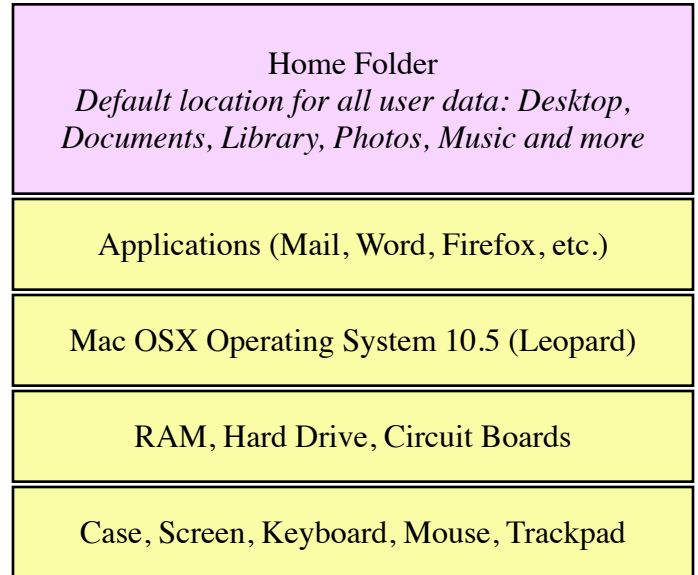 Home Folder
Default location for all user data: Desktop,
Documents, Library, Photos, Music and more
Applications (Mail, Word, Firefox, etc.)
Mac OSX Operating System 10.5 (Leopard)
RAM, Hard Drive, Circuit Boards
Case, Screen, Keyboard, Mouse, Trackpad